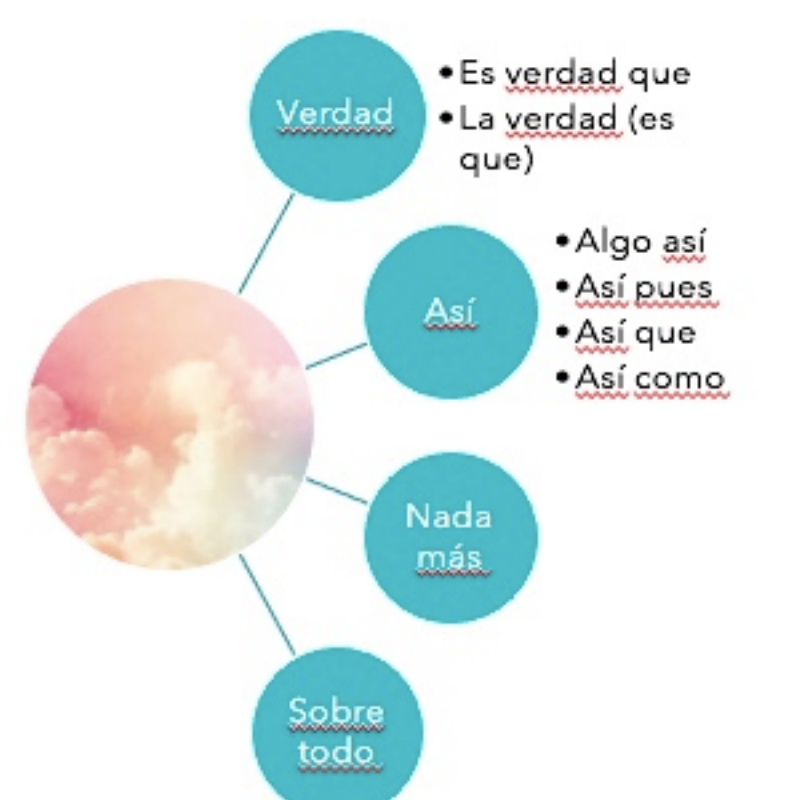 Verdad
• Es verdad que
• La verdad (es
que)
Así
• Algo así
• Así pues
• Así que
• Así como
Nada
más
Sobre
todo